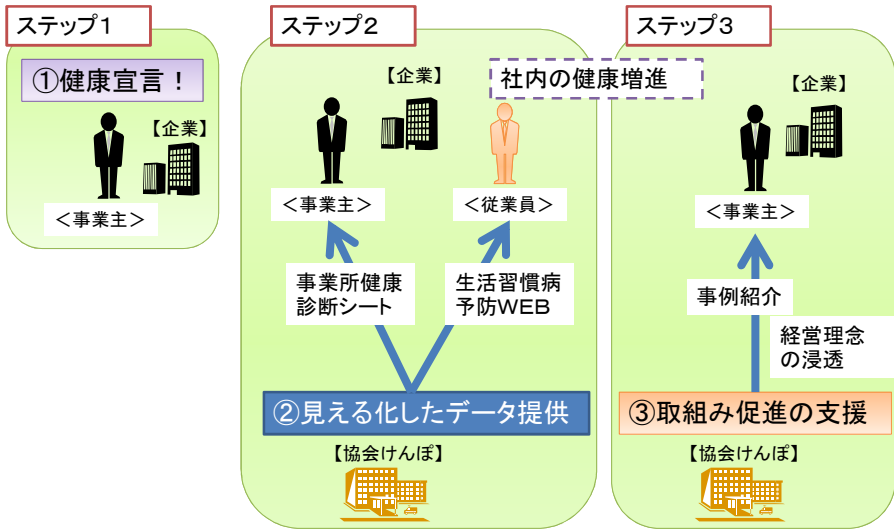 ステップ1
①健康宣言！
【企業】
＜事業主＞
ステップ2
社内の健康増進
【企業】
＜事業主＞
＜従業員＞
事業所健康
診断シート
生活習慣病
予防WEB
②見える化したデータ提供
【協会けんぽ】
ステップ3
【企業】
＜事業主＞
事例紹介
経営理念
の浸透
③取組み促進の支援
【協会けんぽ】